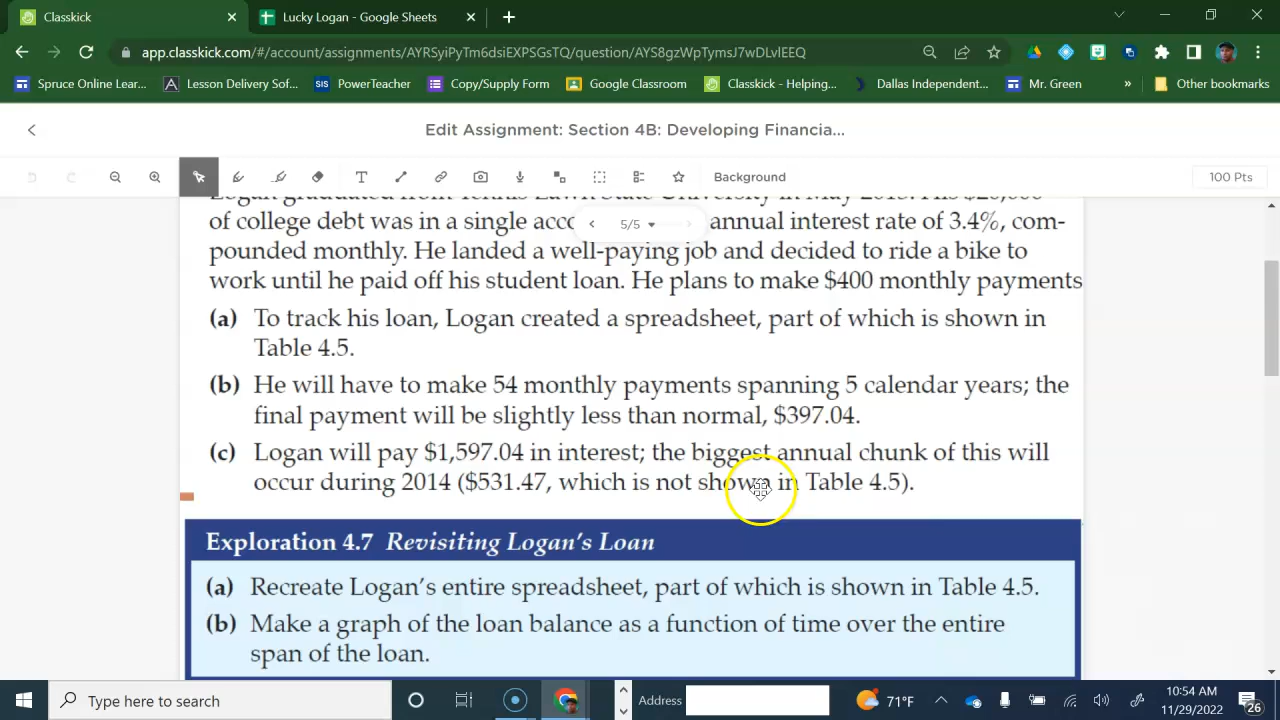 Classkick
Lucky Logan - Google Sheets
app.classkick.com/#/account/assignments/AYRSyiPyTm6dsiEXPSGsTQ/question/AYS8gzWpTymsJ7wDLvlEEQ
Spruce Online Lear...
Lesson Delivery Sof...
SIS PowerTeacher
Copy/Supply Form
Google Classroom
Classkick - Helping...
Dallas Independent...
Mr. Green
»
Other bookmarks
Edit Assignment: Section 4B: Developing Financia...
T
Background
100 Pts
5/5
of college debt was in a single acco annual interest rate of 3.4%, com-
pounded monthly. He landed a well-paying job and decided to ride a bike to
work until he paid off his student loan. He plans to make $400 monthly payments
(a) To track his loan, Logan created a spreadsheet, part of which is shown in
Table 4.5.
(b) He will have to make 54 monthly payments spanning 5 calendar years; the
final payment will be slightly less than normal, $397.04.
(c) Logan will pay $1,597.04 in interest; the biggest annual chunk of this will
occur during 2014 ($531.47, which is not shown in Table 4.5).
Exploration 4.7 Revisiting Logan's Loan
(a) Recreate Logan's entire spreadsheet, part of which is shown in Table 4.5.
(b) Make a graph of the loan balance as a function of time over the entire
span of the loan.
Type here to search
Address
71°F
10:54 AM
11/29/2022
26